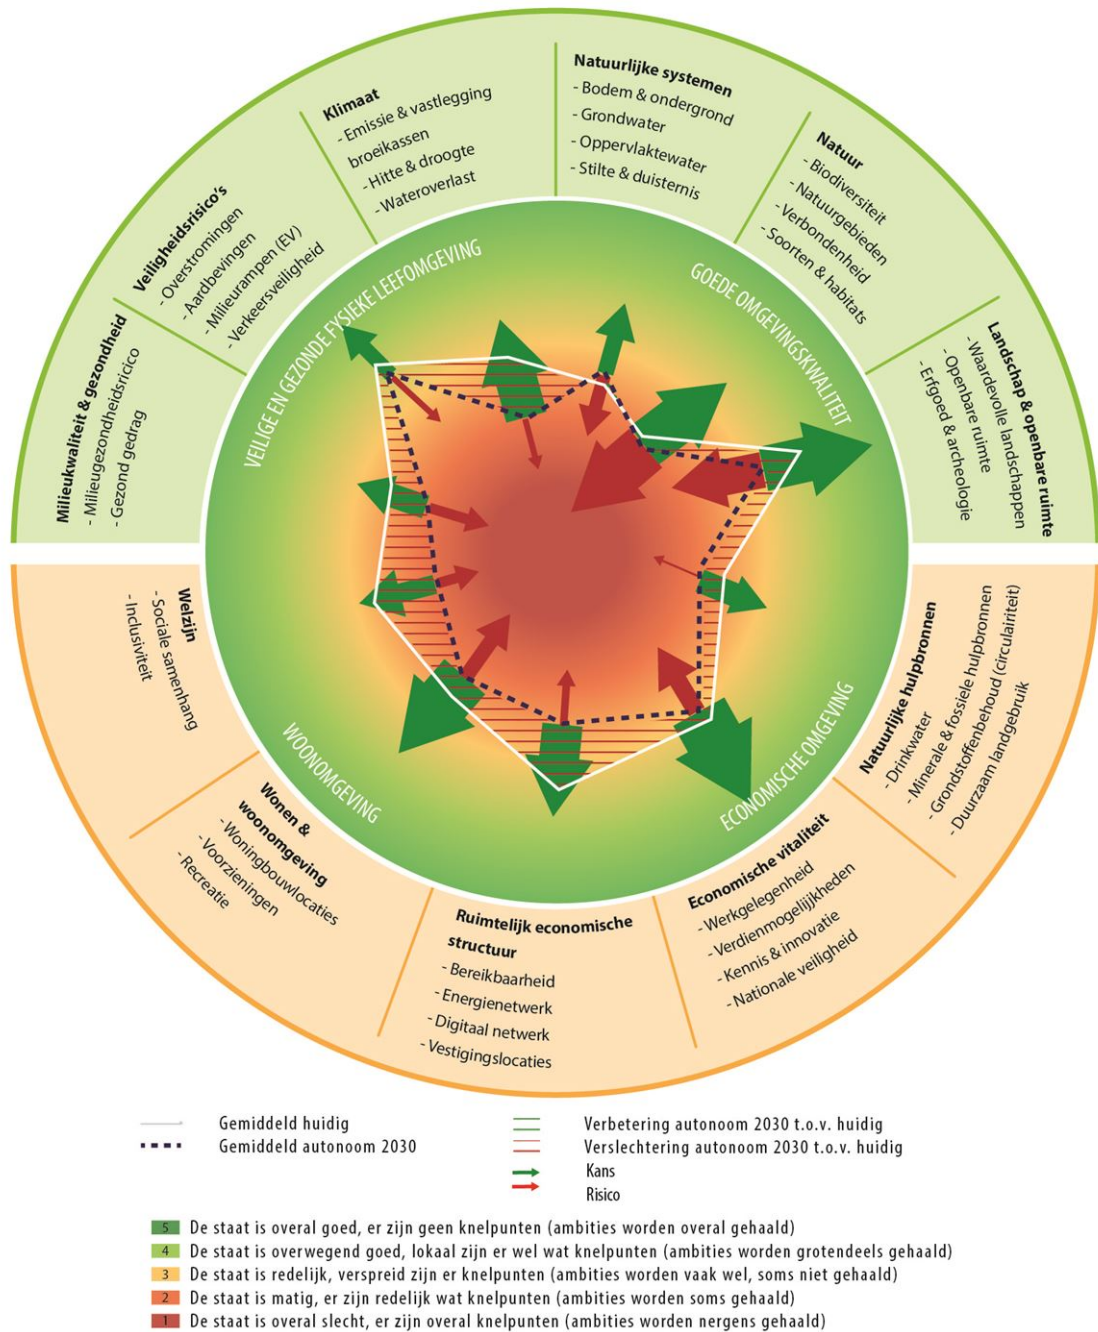 Natuurlijke systemen
- Bodem & ondergrond
- Grondwater
- Oppervlaktewater
- Stilte & duisternis
Klimaat
- Emissie & vastlegging
broeikassen
- Hitte & droogte
- Wateroverlast
Natuur
- Biodiversiteit
- Natuurgebieden
- Verbondenheid
- Soorten & habitats
Veiligheidsrisico's
- Overstromingen
- Aardbevingen
- Milieurampen (EV)
- Verkeersveiligheid
Landschap & openbare ruimte
- Waardevolle landschappen
- Openbare ruimte
- Erfgoed & archeologie
Milieukwaliteit & gezondheid
- Milieugezondheidsrisico
- Gezond gedrag
VEILIGE EN GEZONDE FYSIEKE LEEFOMGEVING
GOEDE OMGEVINGSKWALITEIT
WOONOMGEVING
ECONOMISCHE OMGEVING
Welzijn
- Sociale samenhang
- Inclusiviteit
Natuurlijke hulpbronnen
- Drinkwater
- Minerale & fossiele hulpbronnen
- Grondstoffenbehoud (circulairiteit)
- Duurzaam landgebruik
Wonen &
woonomgeving
- Woningbouwlocaties
- Voorzieningen
- Recreatie
Economische vitaliteit
- Werkgelegenheid
- Verdienmogelijkheden
- Kennis & innovatie
- Nationale veiligheid
Ruimtelijk economische
structuur
- Bereikbaarheid
- Energienetwerk
- Digitaal netwerk
- Vestigingslocaties
Gemiddeld huidig
Gemiddeld autonoom 2030
Verbetering autonoom 2030 t.o.v. huidig
Verslechtering autonoom 2030 t.o.v. huidig
Kans
Risico
5 De staat is overal goed, er zijn geen knelpunten (ambities worden overal gehaald)
4 De staat is overwegend goed, lokaal zijn er wel wat knelpunten (ambities worden grotendeels gehaald)
3 De staat is redelijk, verspreid zijn er knelpunten (ambities worden vaak wel, soms niet gehaald)
2 De staat is matig, er zijn redelijk wat knelpunten (ambities worden soms gehaald)
1 De staat is overal slecht, er zijn overal knelpunten (ambities worden nergens gehaald)